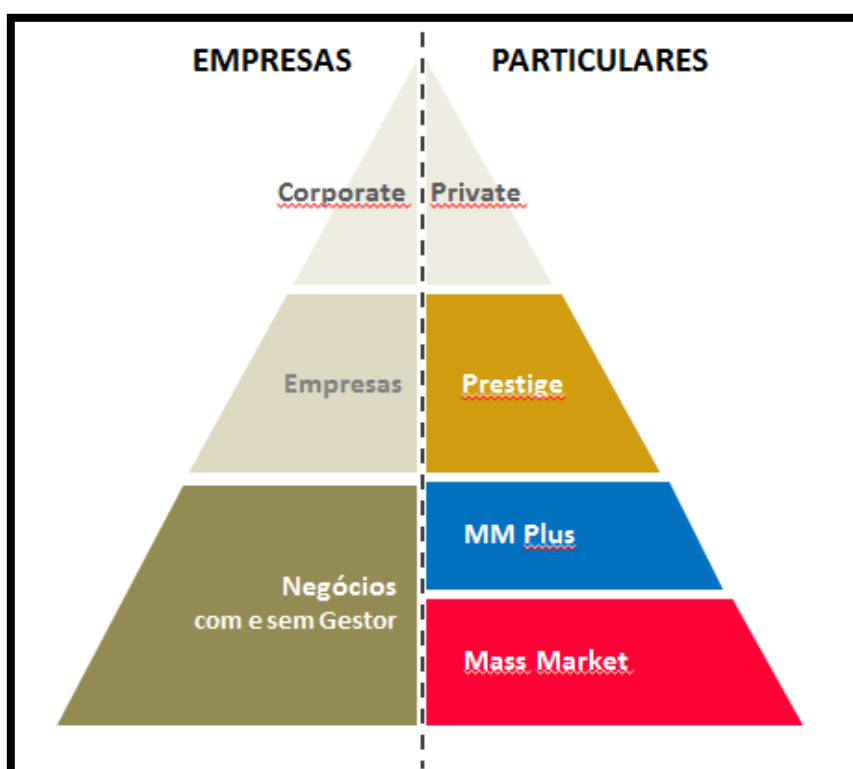 EMPRESAS
PARTICULARES
Corporate
Private
Empresas
Prestige
MM Plus
Negócios
com e sem Gestor
Mass Market